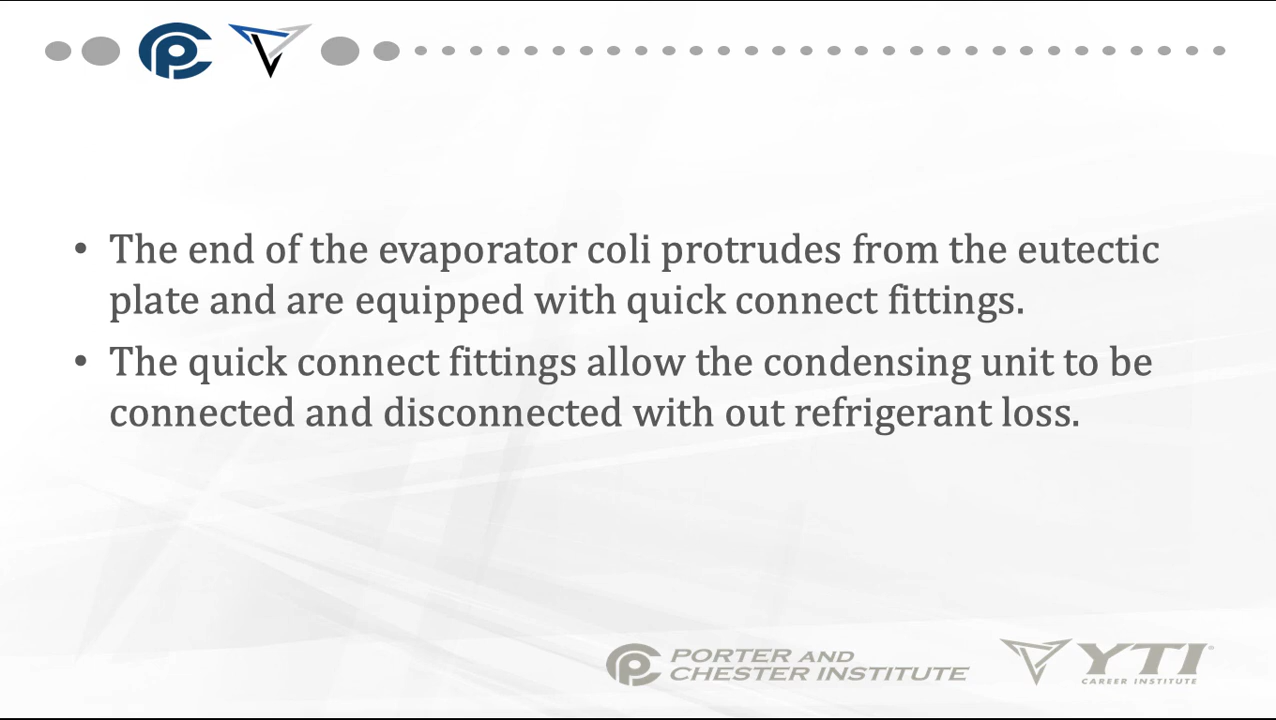 • The end of the evaporator coli protrudes from the eutectic
plate and are equipped with quick connect fittings.
• The quick connect fittings allow the condensing unit to be
connected and disconnected with out refrigerant loss.
PORTER AND
CHESTER INSTITUTE
YTI
CAREER INSTITUTE